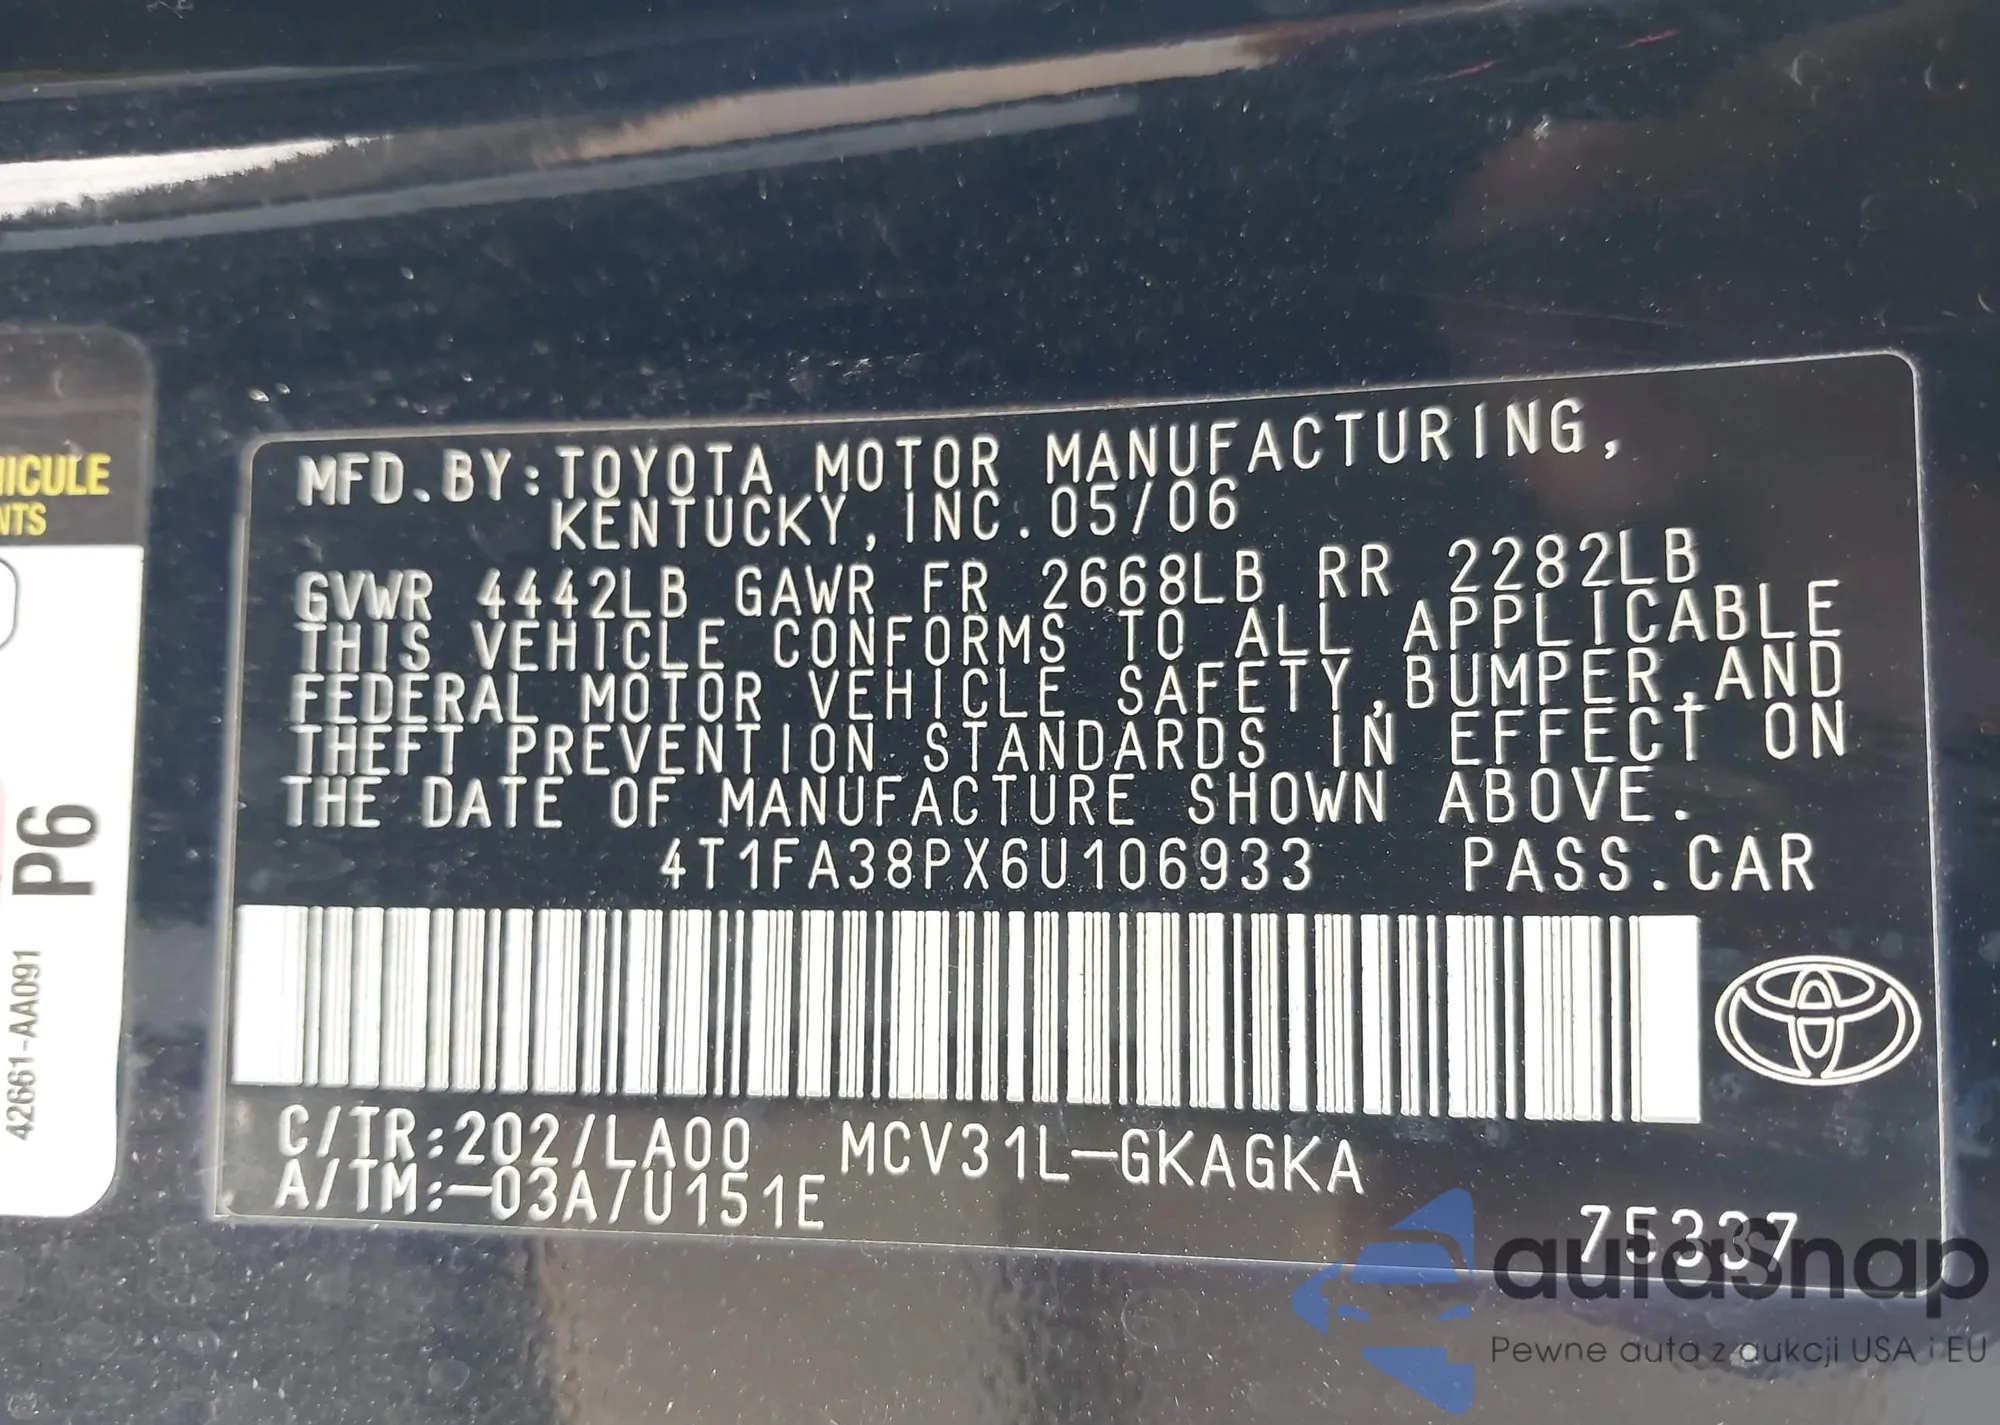 HICULE
NTS
P6
42661-AA091
MFD.BY:TOYOTA MOTOR MANUFACTURING,
KENTUCKY,INC.05/06
GVWR 4442LB GAWR FR 2668LB RR 2282LB
THIS VEHICLE CONFORMS TO ALL APPLICABLE
FEDERAL MOTOR VEHICLE SAFETY,BUMPER,AND
THEFT PREVENTION STANDARDS IN EFFECT ON
THE DATE OF MANUFACTURE SHOWN ABOVE.
4T1FA38PX6U106933 PASS.CAR
C/TR:202/LA00 MCV31L-GKAGKA
A/TM:-03A/U151E
75337
autaSnap
Pewne auta z aukcji USA i EU